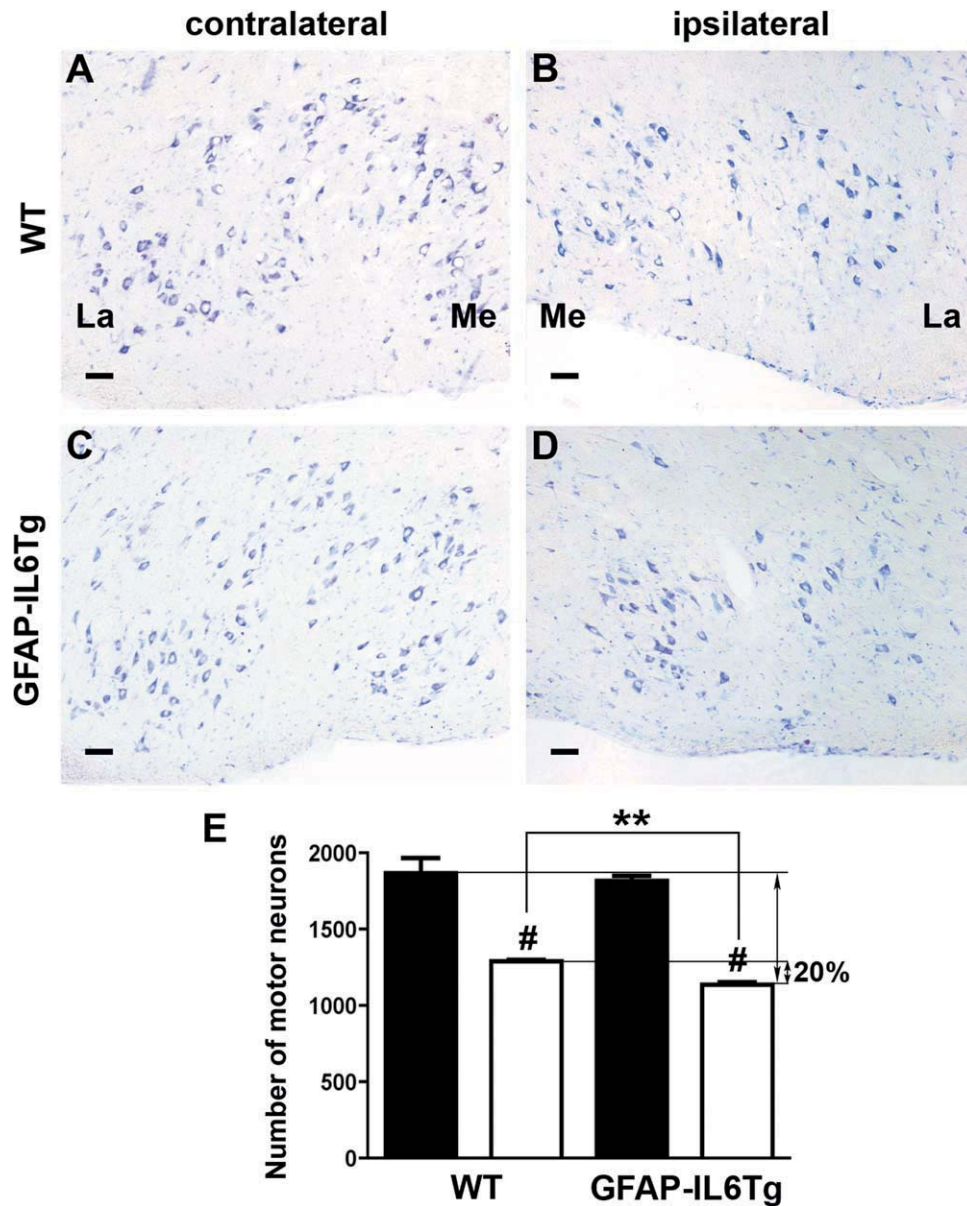 contralateral ipsilateral
A B
WT
La Me Me La
C D
GFAP-IL6Tg
E
**
2000
1500
1000
500
0
Number of motor neurons
# #
20%
WT GFAP-IL6Tg